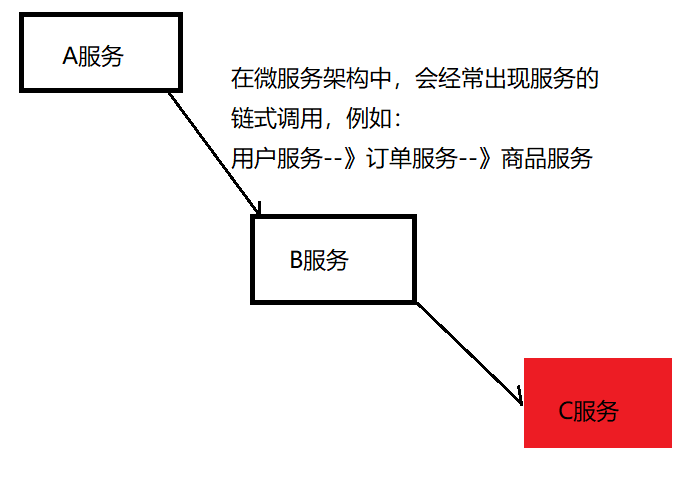 A服务
在微服务架构中，会经常出现服务的
链式调用，例如：
用户服务--》订单服务--》商品服务
B服务
C服务